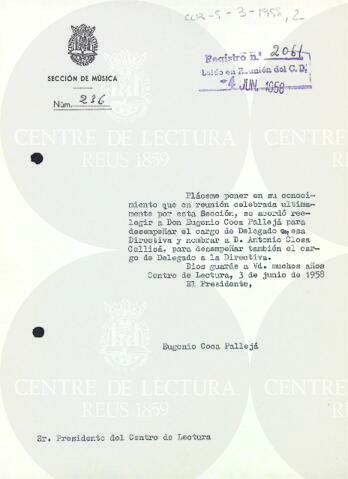 CCR-5-3-1958, 2
Registro n.° 2061
Leído en Reunión del C.D.
4 JUN. 1958
SECCIÓN DE MÚSICA
Núm. 236
CENTRE DE LECTURA
REUS 1859
Pláceme poner en su conoci-
miento que en reunión celebrada ultima-
mente por esta Sección, se acordó ree-
legir a Don Eugenio Coca Pallejá para
desempeñar el cargo de Delegado en esa
Directiva y nombrar a D. Antonio Closa
Callisá, para desempeñar también el car-
go de Delegado a la Directiva.
Dios guarde a Vd. muchos años
Centro de Lectura, 3 de junio de 1958
El Presidente,
Eugenio Coca Pallejá
CENTRE DE LECTURA
REUS 1859
Sr. Presidente del Centro de Lectura